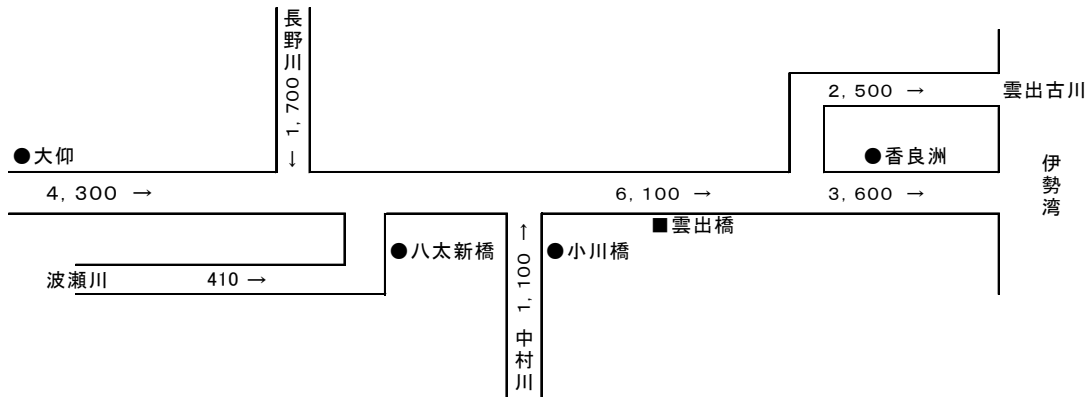 長野川
← 1,700
2,500 →
雲出古川
●大仰
●香良洲
伊勢湾
4,300 →
6,100 →
3,600 →
■雲出橋
●八太新橋
1,100 →
●小川橋
波瀬川
410 →
中村川